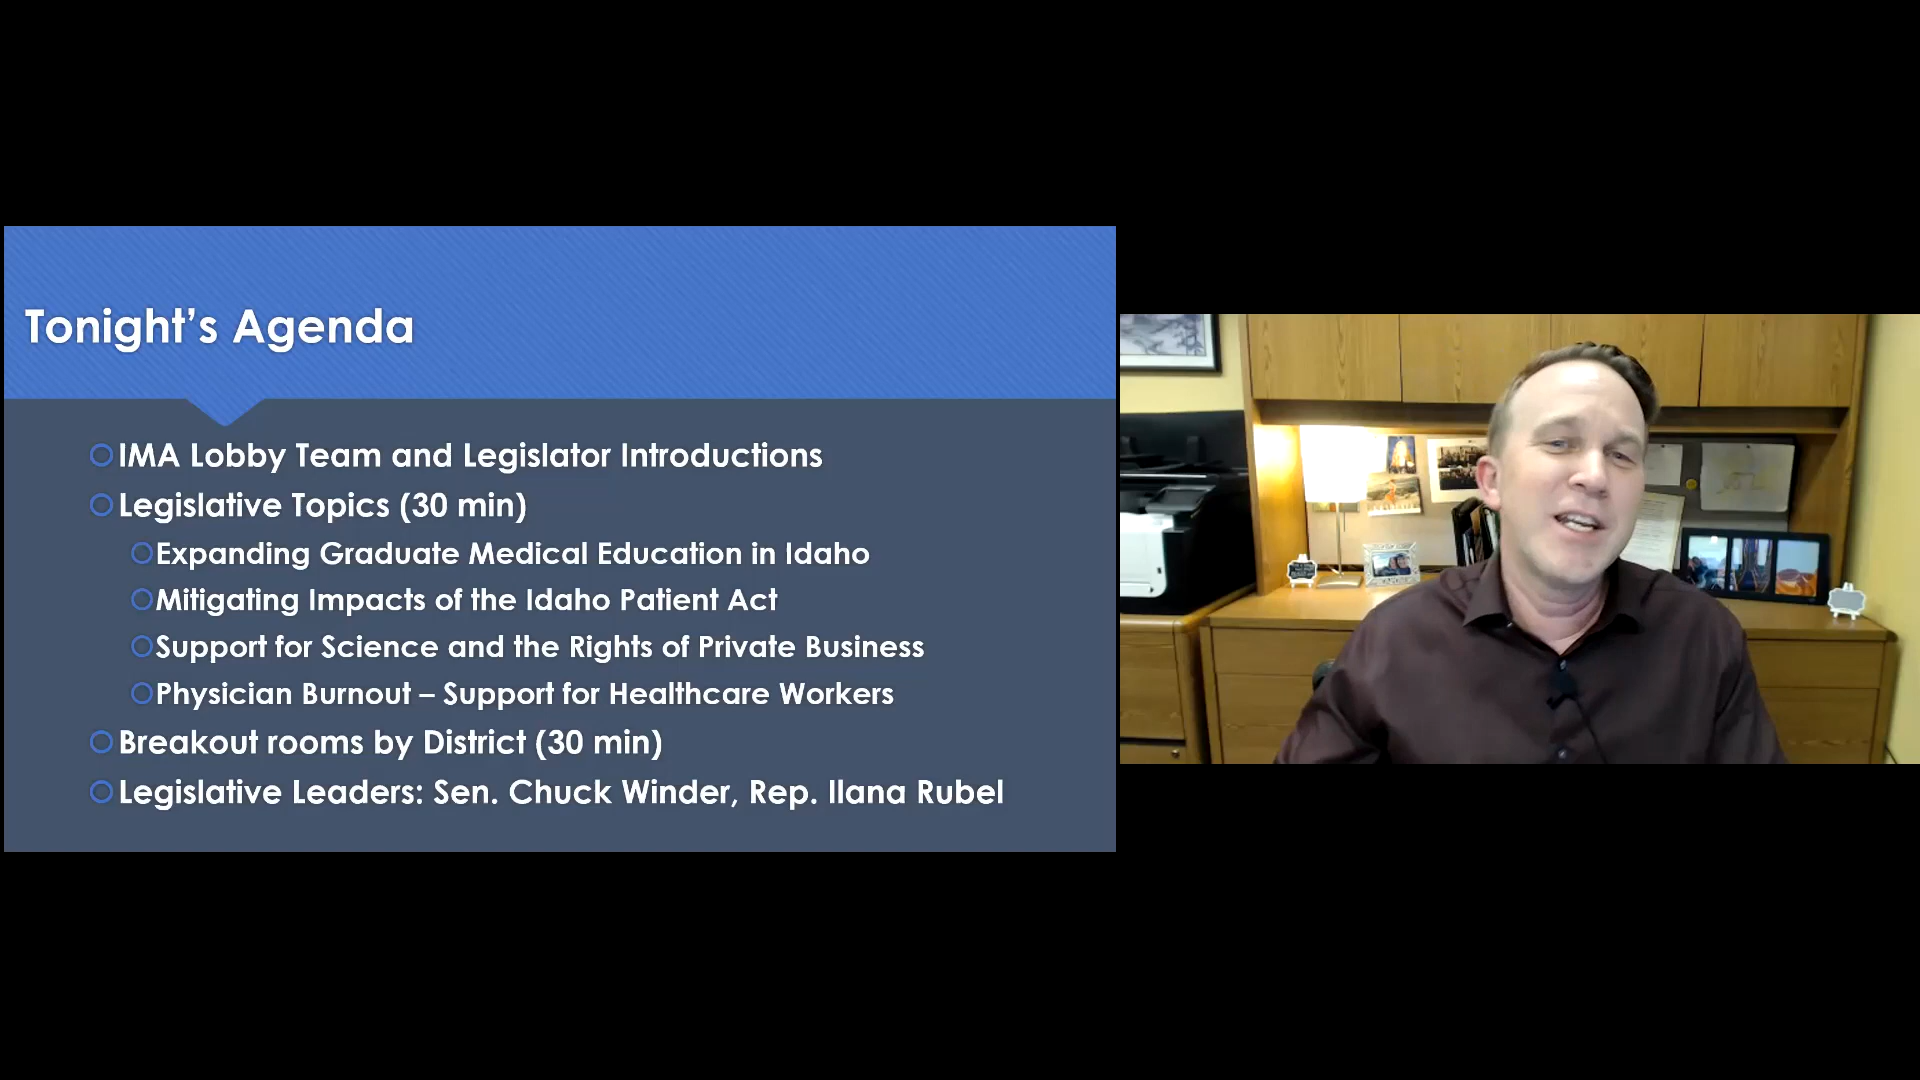 Tonight’s Agenda
IMA Lobby Team and Legislator Introductions
Legislative Topics (30 min)
Expanding Graduate Medical Education in Idaho
Mitigating Impacts of the Idaho Patient Act
Support for Science and the Rights of Private Business
Physician Burnout – Support for Healthcare Workers
Breakout rooms by District (30 min)
Legislative Leaders: Sen. Chuck Winder, Rep. Ilana Rubel